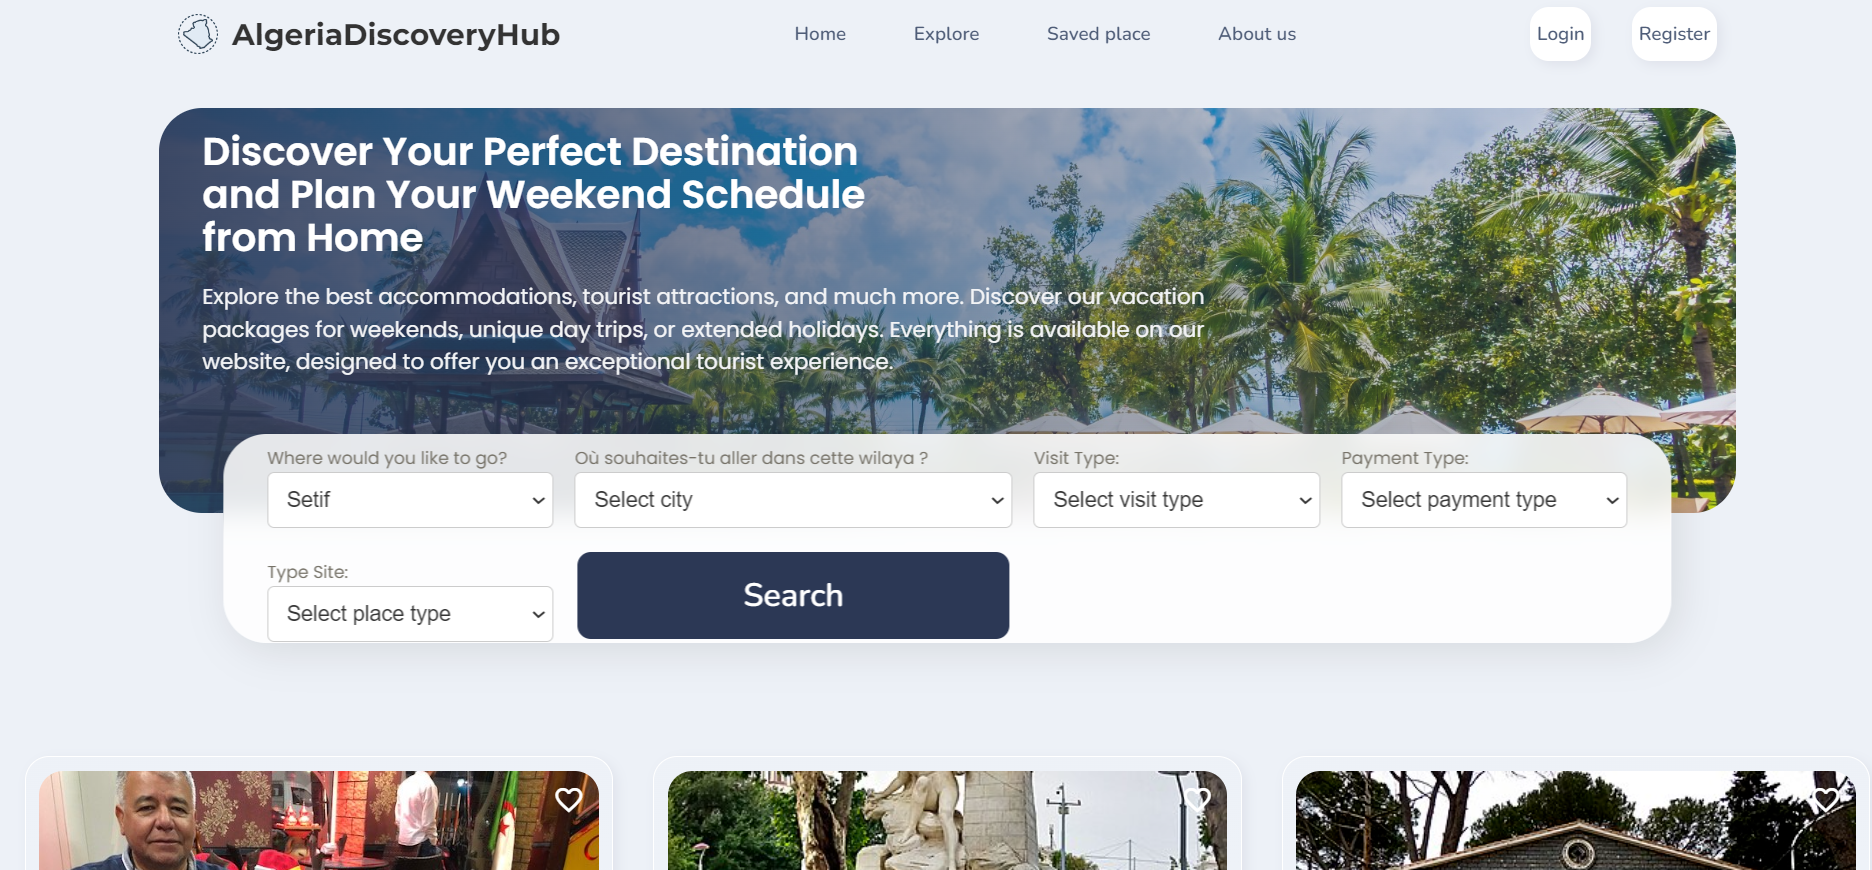 AlgeriaDiscoveryHub
Home
Explore
Saved place
About us
Login
Register
Discover Your Perfect Destination
and Plan Your Weekend Schedule
from Home
Explore the best accommodations, tourist attractions, and much more. Discover our vacation
packages for weekends, unique day trips, or extended holidays. Everything is available on our
website, designed to offer you an exceptional tourist experience.
Where would you like to go?
Setif
Où souhaites-tu aller dans cette wilaya ?
Select city
Visit Type:
Select visit type
Payment Type:
Select payment type
Type Site:
Select place type
Search